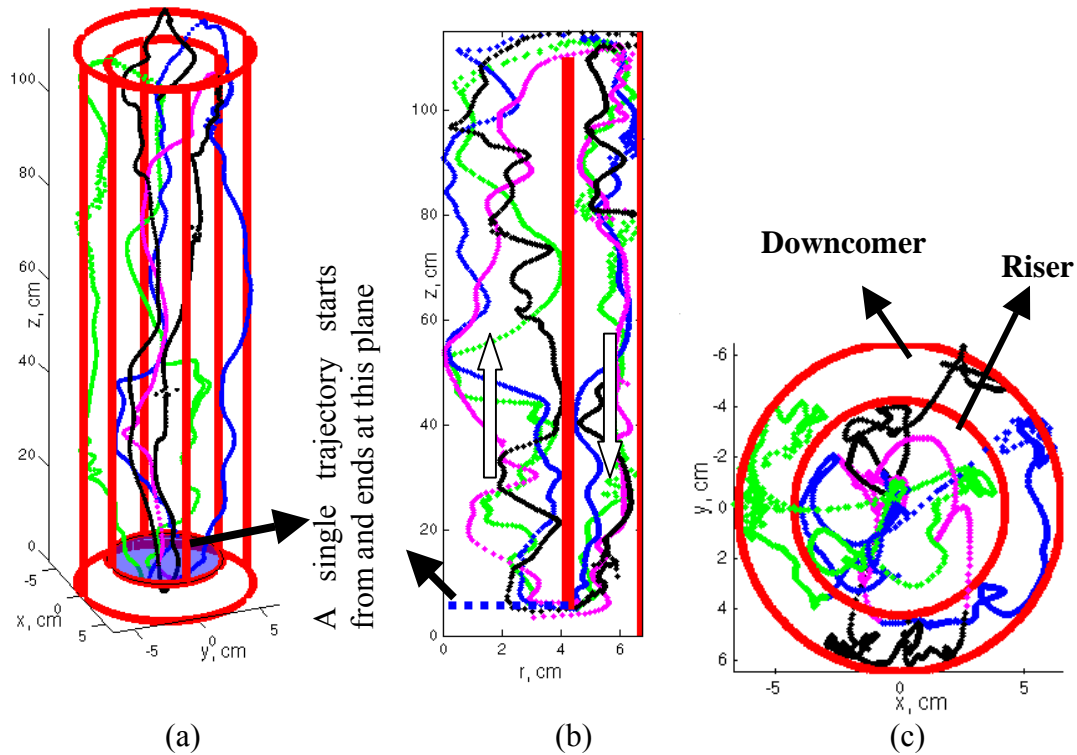 100
80
60
z, cm
40
20
0
-5
0
5
x, cm
-5
0
5
y, cm
A single trajectory starts
from and ends at this plane
100
80
z, cm
60
40
20
0
0
2
4
6
r, cm
Downcomer
Riser
-6
-4
-2
y, cm
0
2
4
6
-5
0
5
x, cm
(a)
(b)
(c)